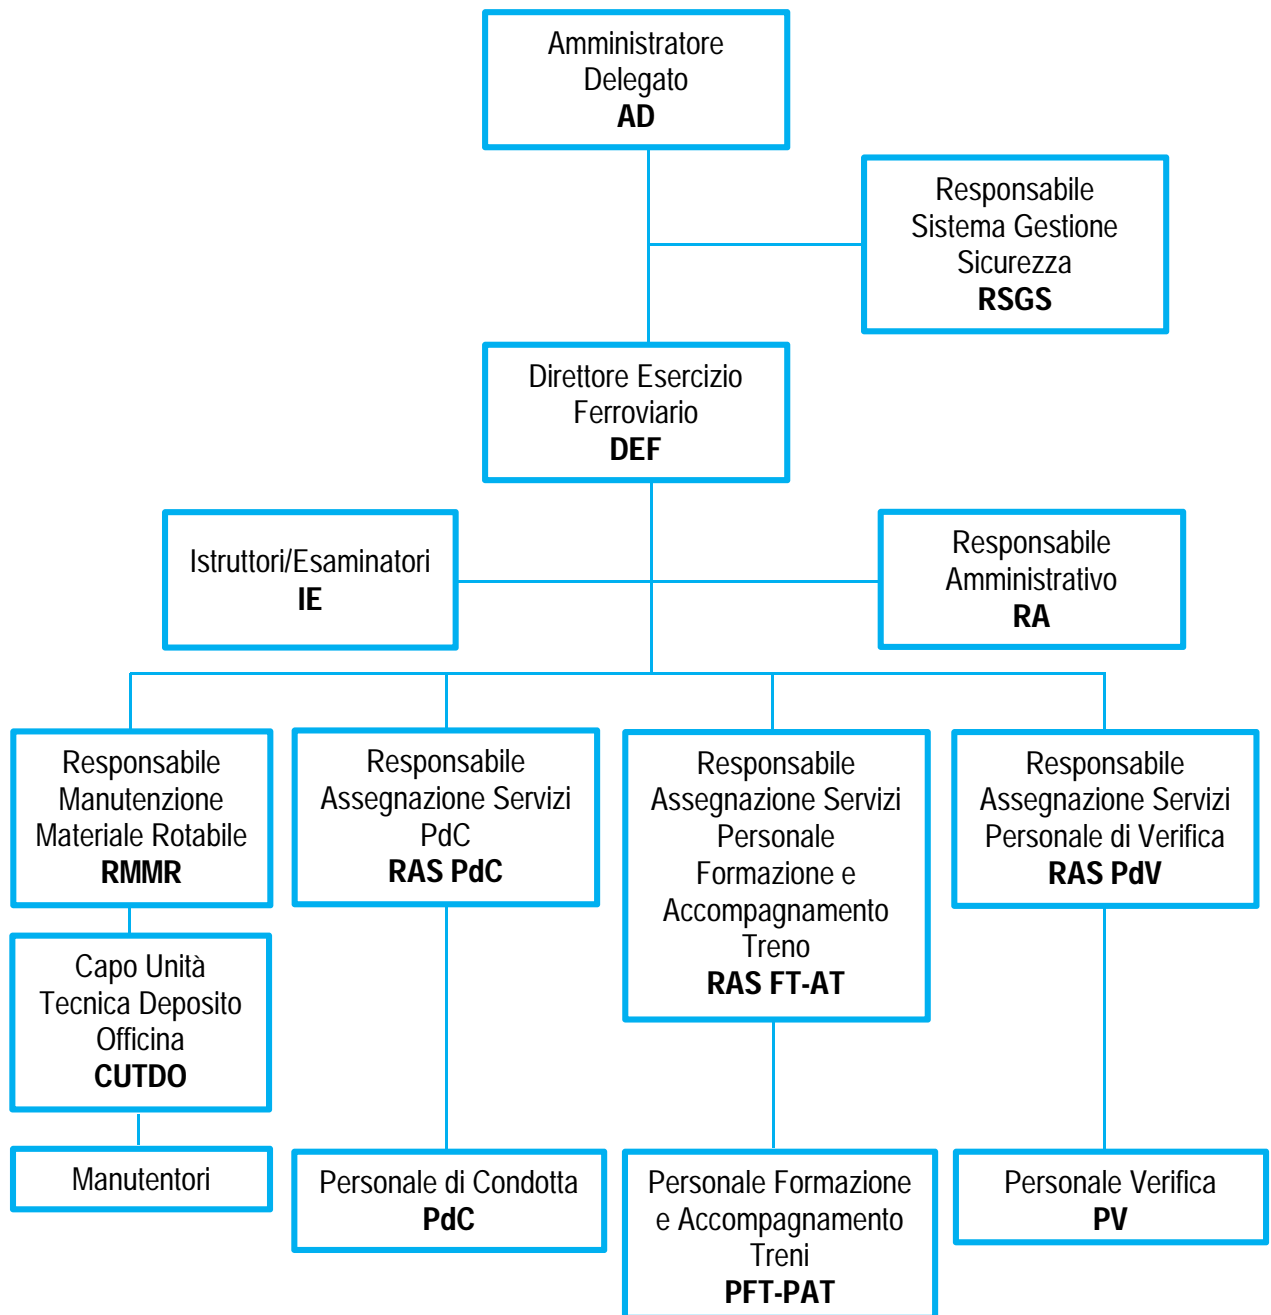 Amministratore
Delegato
AD
Responsabile
Sistema Gestione
Sicurezza
RSGS
Direttore Esercizio
Ferroviario
DEF
Istruttori/Esaminatori
IE
Responsabile
Amministrativo
RA
Responsabile
Manutenzione
Materiale Rotabile
RMMR
Responsabile
Assegnazione Servizi
PdC
RAS PdC
Responsabile
Assegnazione Servizi
Personale
Formazione e
Accompagnamento
Treno
RAS FT-AT
Responsabile
Assegnazione Servizi
Personale di Verifica
RAS PdV
Capo Unità
Tecnica Deposito
Officina
CUTDO
Manutentori
Personale di Condotta
PdC
Personale Formazione
e Accompagnamento
Treni
PFT-PAT
Personale Verifica
PV